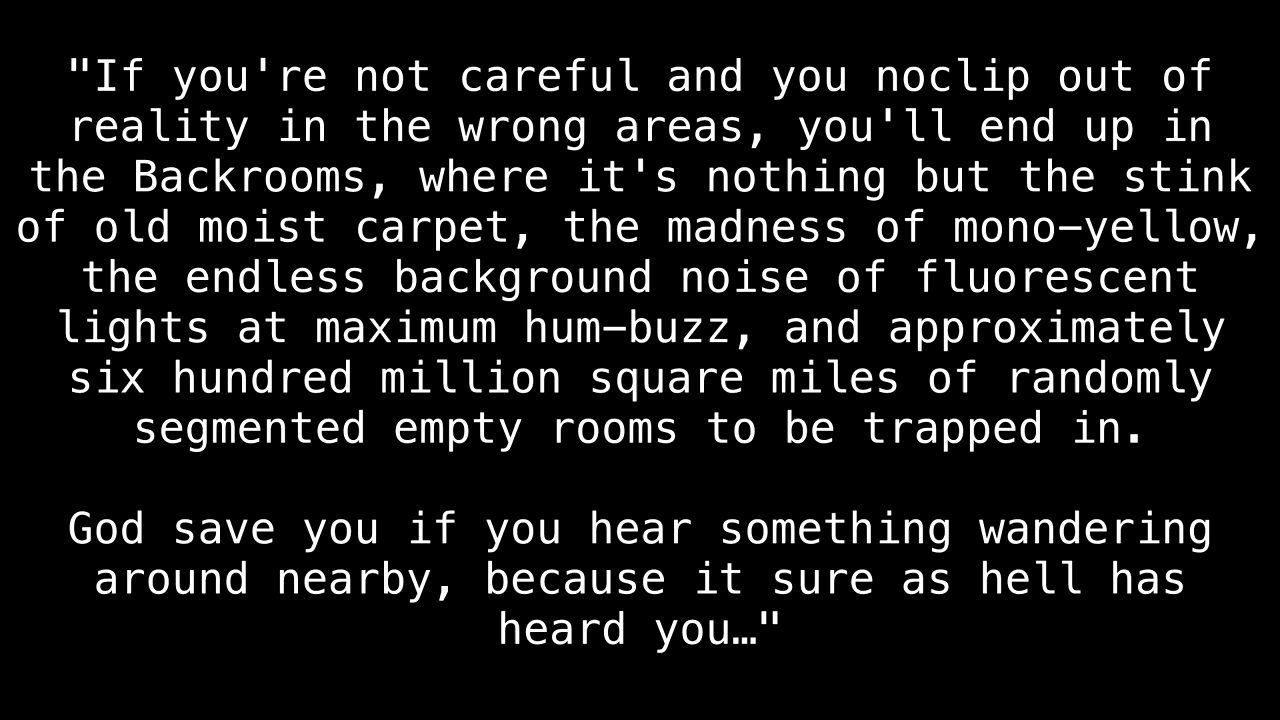 "If you're not careful and you noclip out of
reality in the wrong areas, you'll end up in
the Backrooms, where it's nothing but the stink
of old moist carpet, the madness of mono-yellow,
the endless background noise of fluorescent
lights at maximum hum-buzz, and approximately
six hundred million square miles of randomly
segmented empty rooms to be trapped in.
God save you if you hear something wandering
around nearby, because it sure as hell has
heard you…"